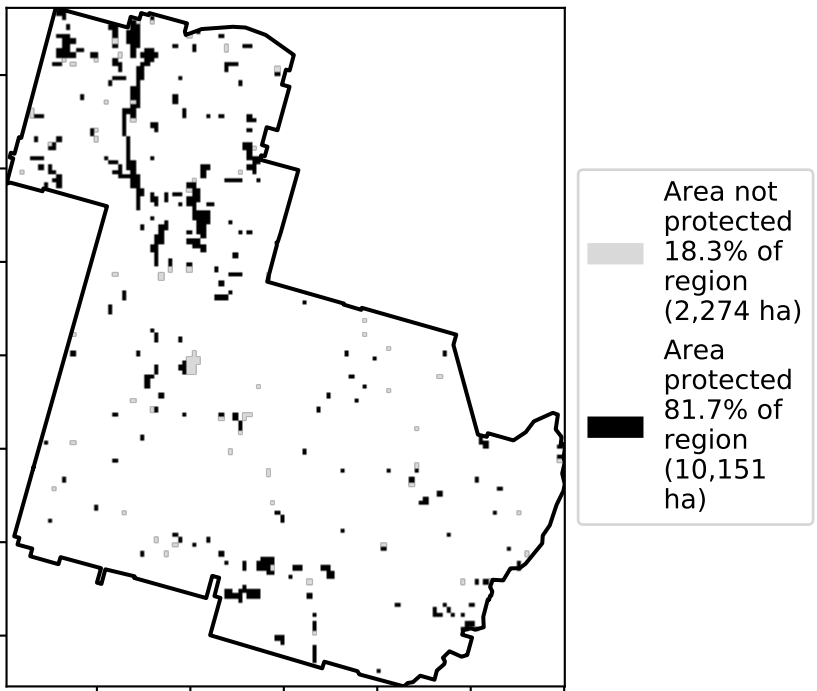 Area not
protected
18.3% of
region
(2,274 ha)
Area
protected
81.7% of
region
(10,151
ha)